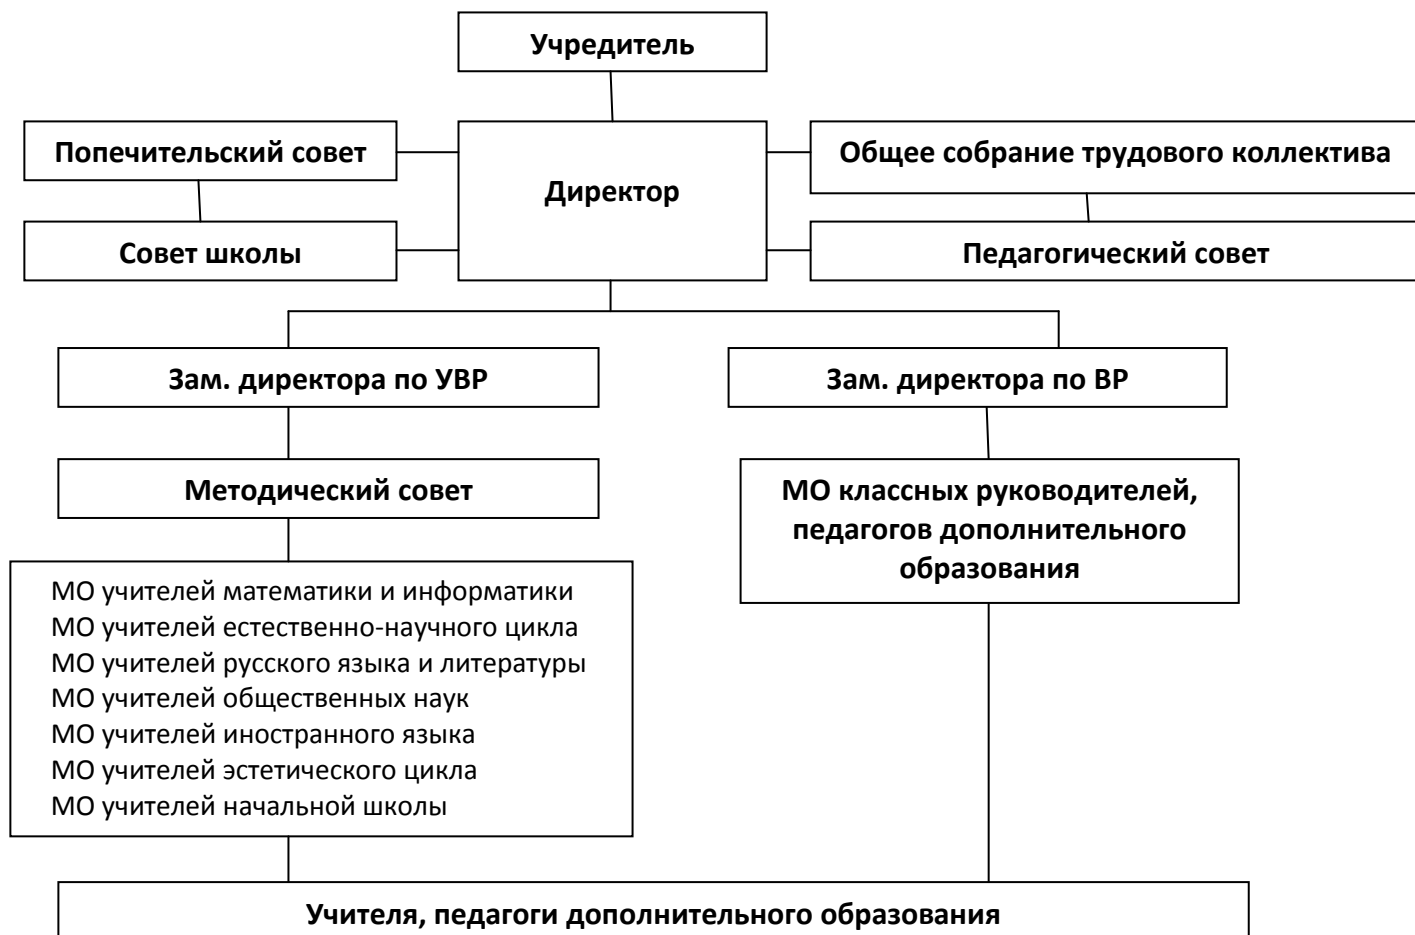 Учредитель
Попечительский совет
Директор
Общее собрание трудового коллектива
Совет школы
Педагогический совет
Зам. директора по УВР
Зам. директора по ВР
Методический совет
МО классных руководителей,
педагогов дополнительного
образования
МО учителей математики и информатики
МО учителей естественно-научного цикла
МО учителей русского языка и литературы
МО учителей общественных наук
МО учителей иностранного языка
МО учителей эстетического цикла
МО учителей начальной школы
Учителя, педагоги дополнительного образования